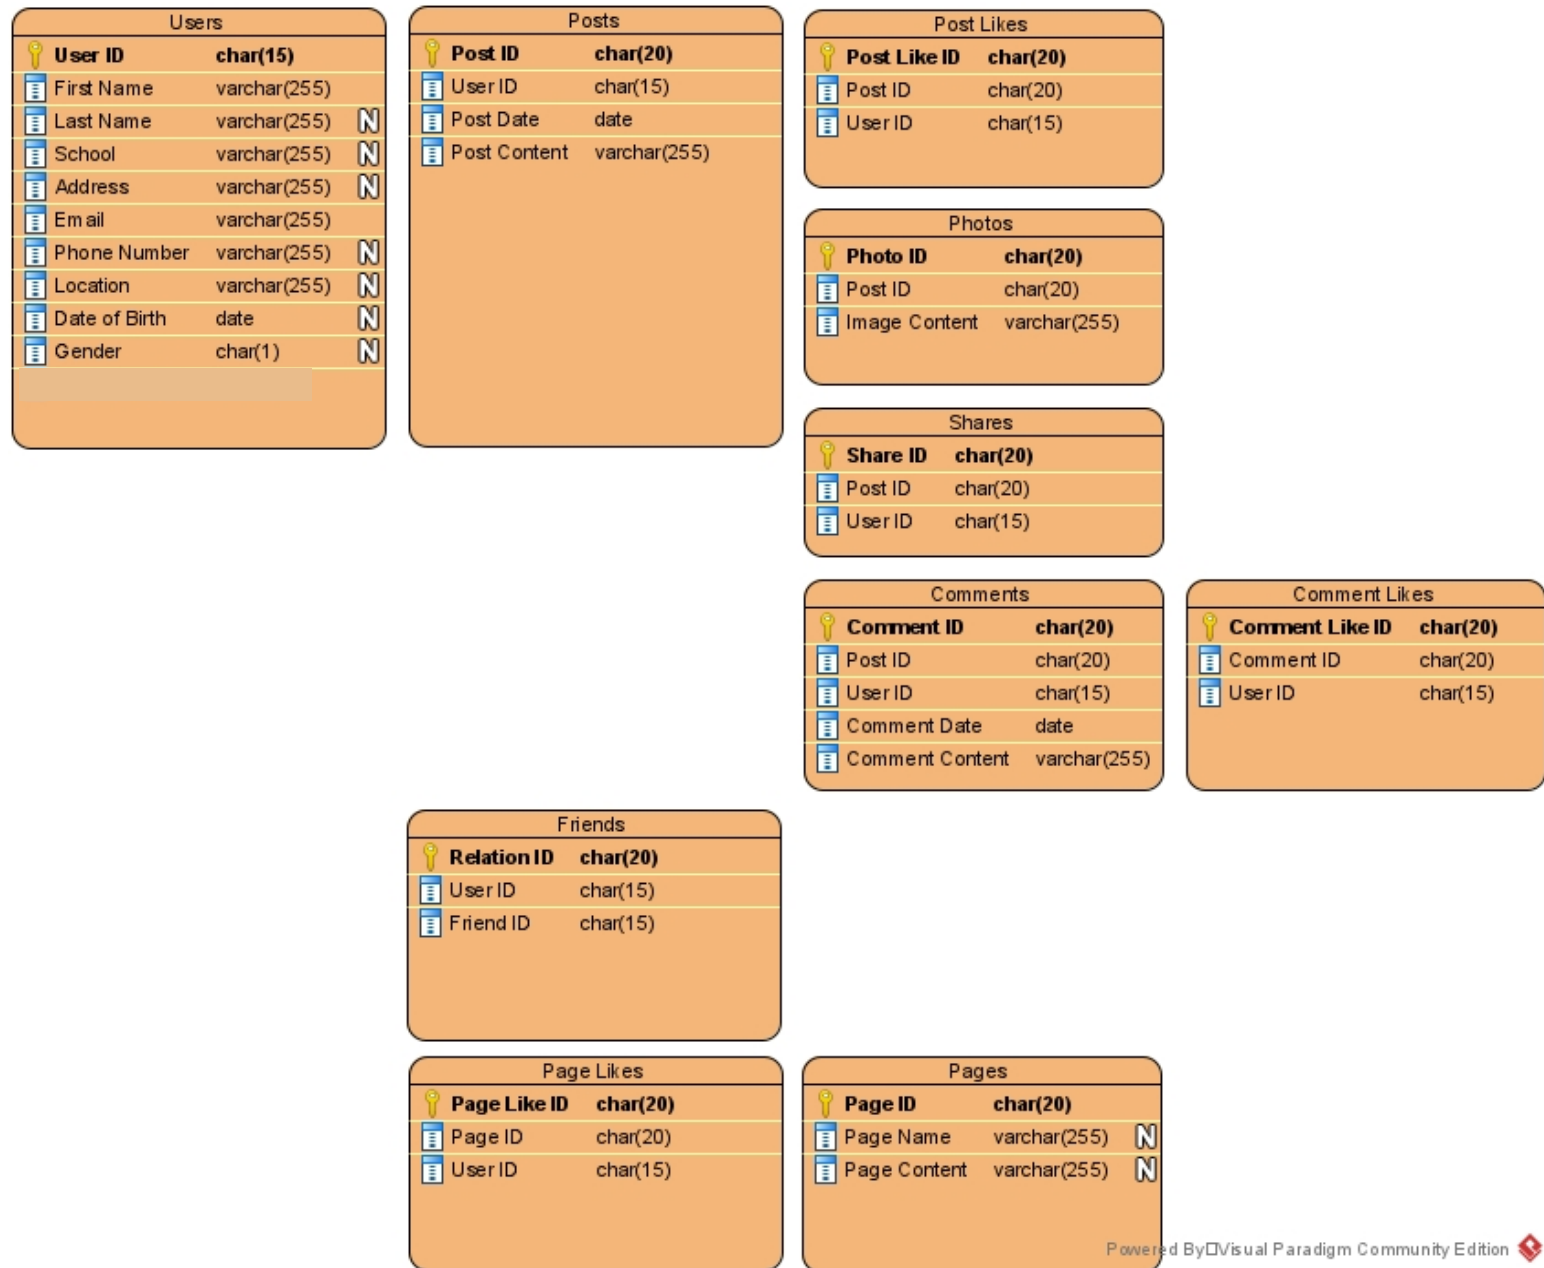 Users
User ID char(15)
First Name varchar(255)
Last Name varchar(255) N
School varchar(255) N
Address varchar(255) N
Email varchar(255)
Phone Number varchar(255) N
Location varchar(255) N
Date of Birth date N
Gender char(1) N
Posts
Post ID char(20)
User ID char(15)
Post Date date
Post Content varchar(255)
Post Likes
Post Like ID char(20)
Post ID char(20)
User ID char(15)
Photos
Photo ID char(20)
Post ID char(20)
Image Content varchar(255)
Shares
Share ID char(20)
Post ID char(20)
User ID char(15)
Comments
Comment ID char(20)
Post ID char(20)
User ID char(15)
Comment Date date
Comment Content varchar(255)
Comment Likes
Comment Like ID char(20)
Comment ID char(20)
User ID char(15)
Friends
Relation ID char(20)
User ID char(15)
Friend ID char(15)
Page Likes
Page Like ID char(20)
Page ID char(20)
User ID char(15)
Pages
Page ID char(20)
Page Name varchar(255) N
Page Content varchar(255) N
Powered By□Visual Paradigm Community Edition